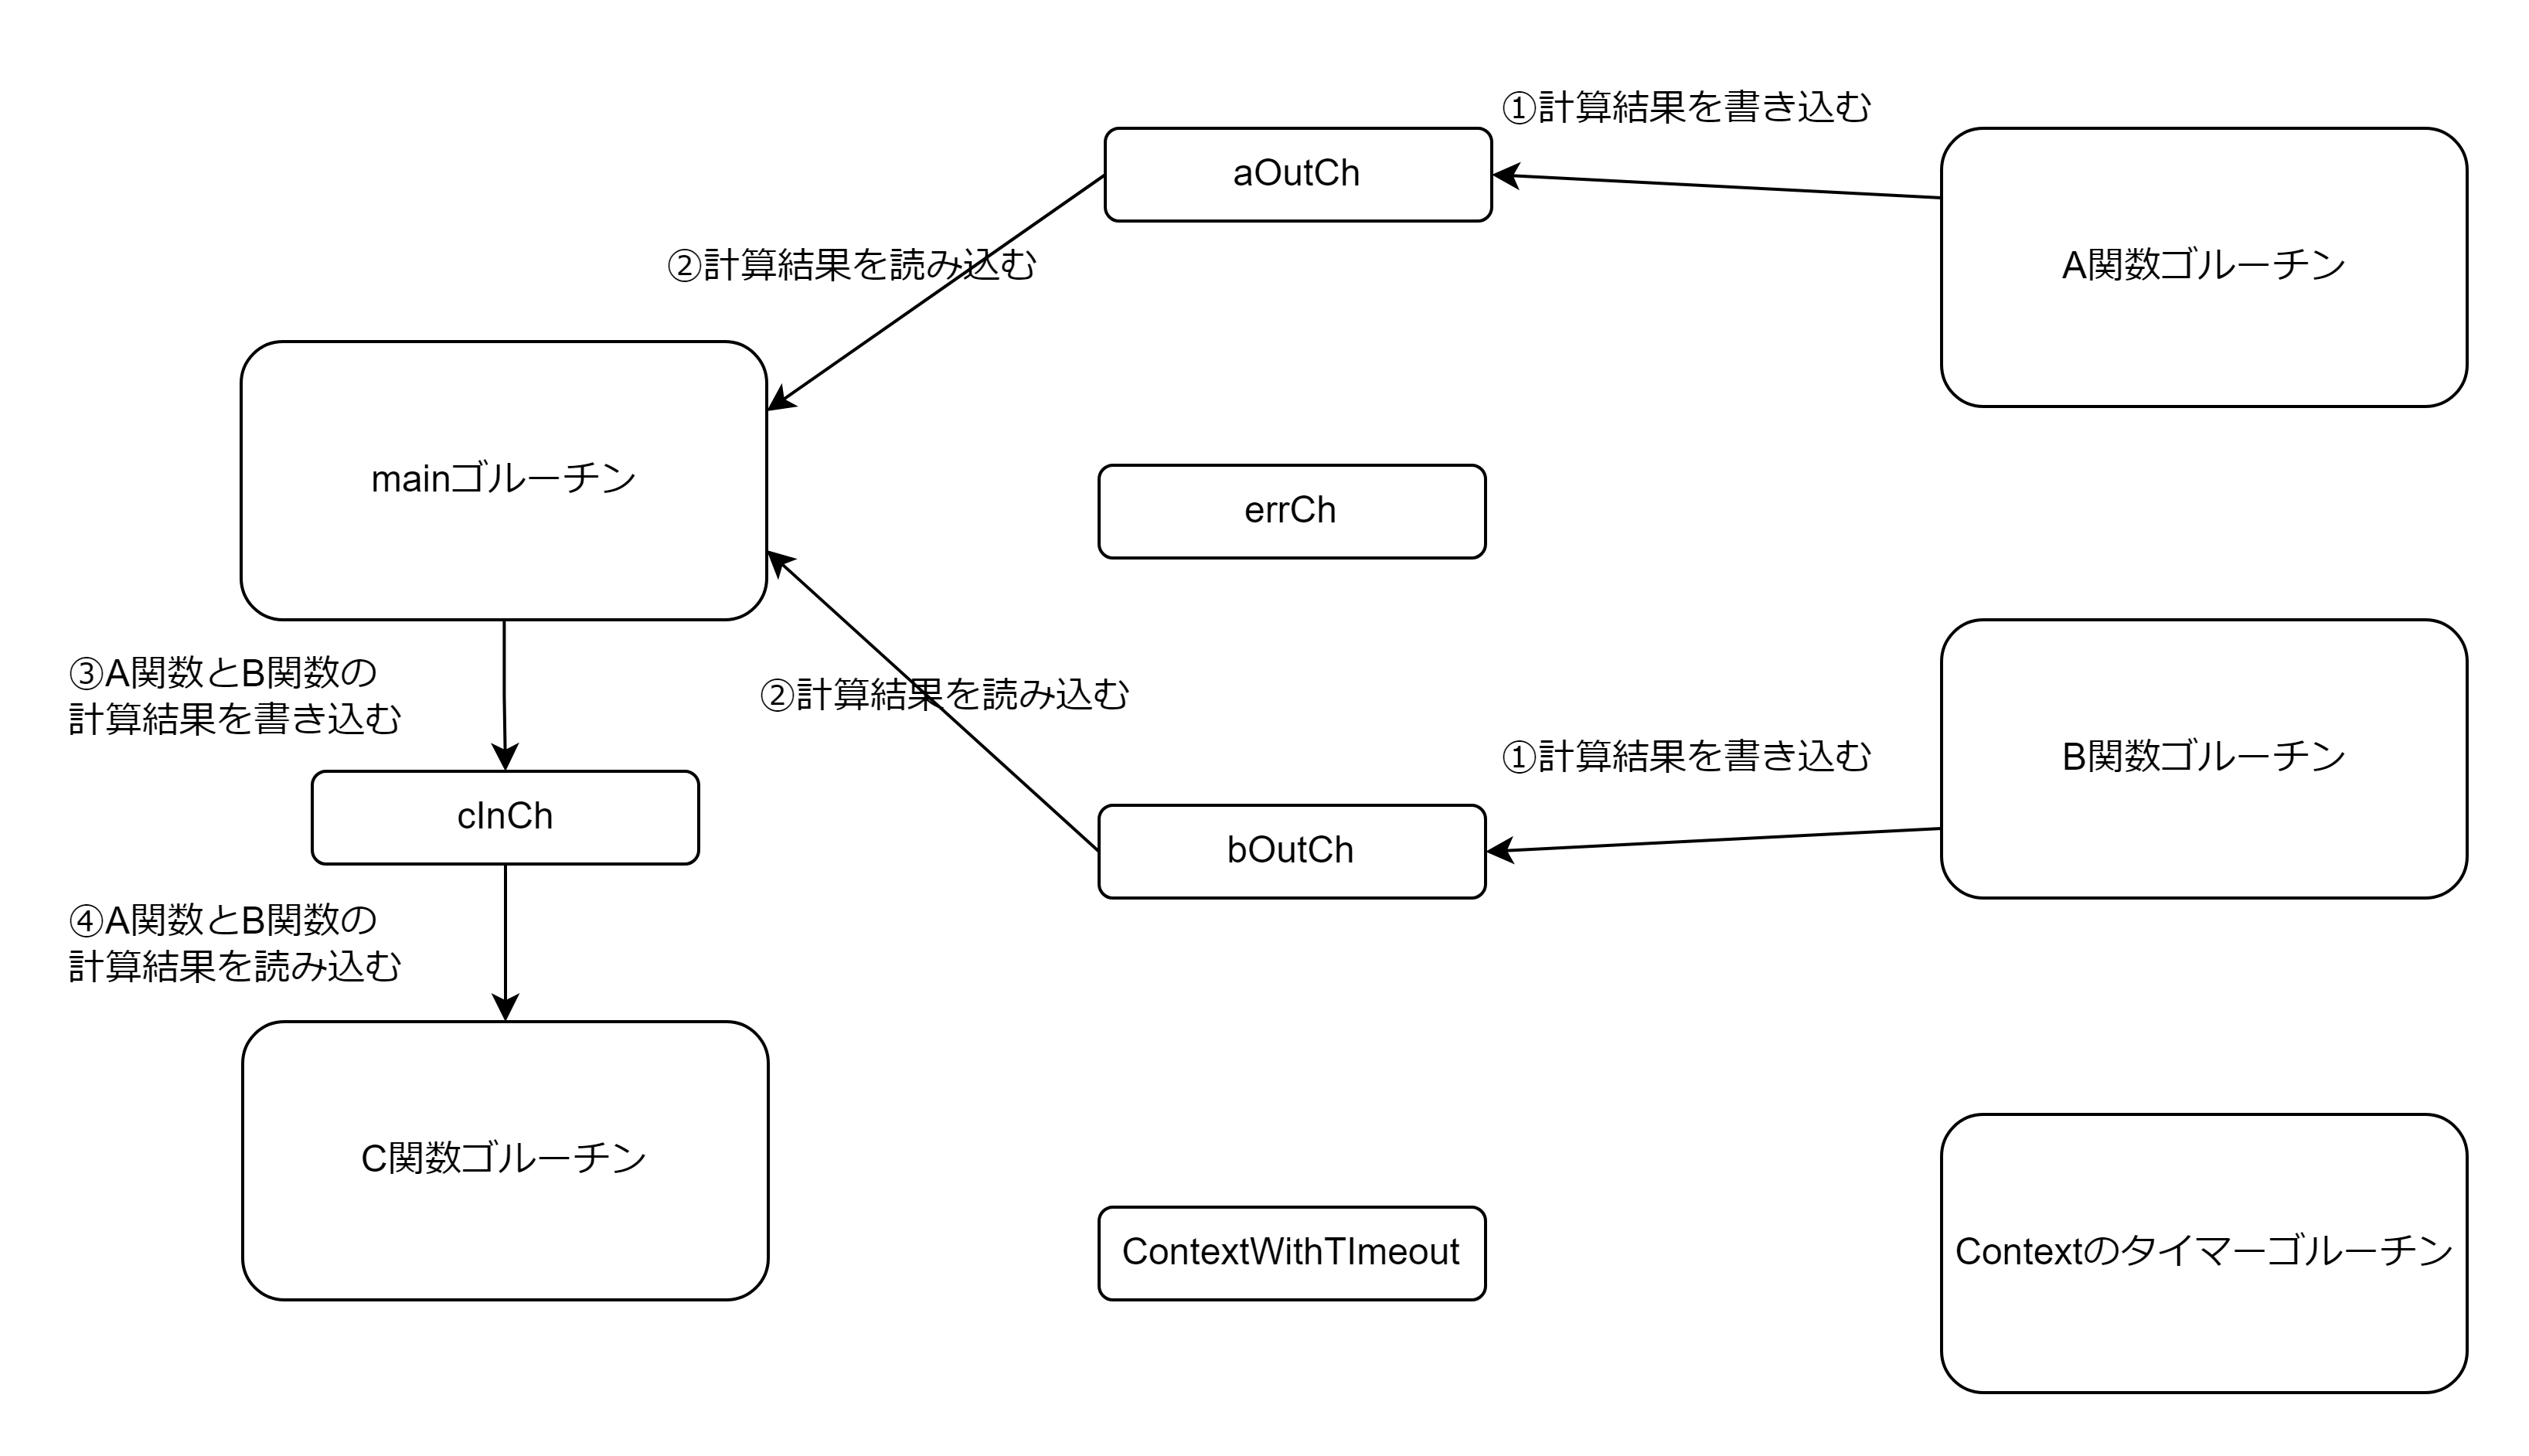 ①計算結果を書き込む
aOutCh
A関数ゴルーチン
②計算結果を読み込む
mainゴルーチン
errCh
③A関数とB関数の
計算結果を書き込む
②計算結果を読み込む
①計算結果を書き込む
B関数ゴルーチン
cInCh
bOutCh
④A関数とB関数の
計算結果を読み込む
C関数ゴルーチン
ContextWithTImeout
Contextのタイマーゴルーチン